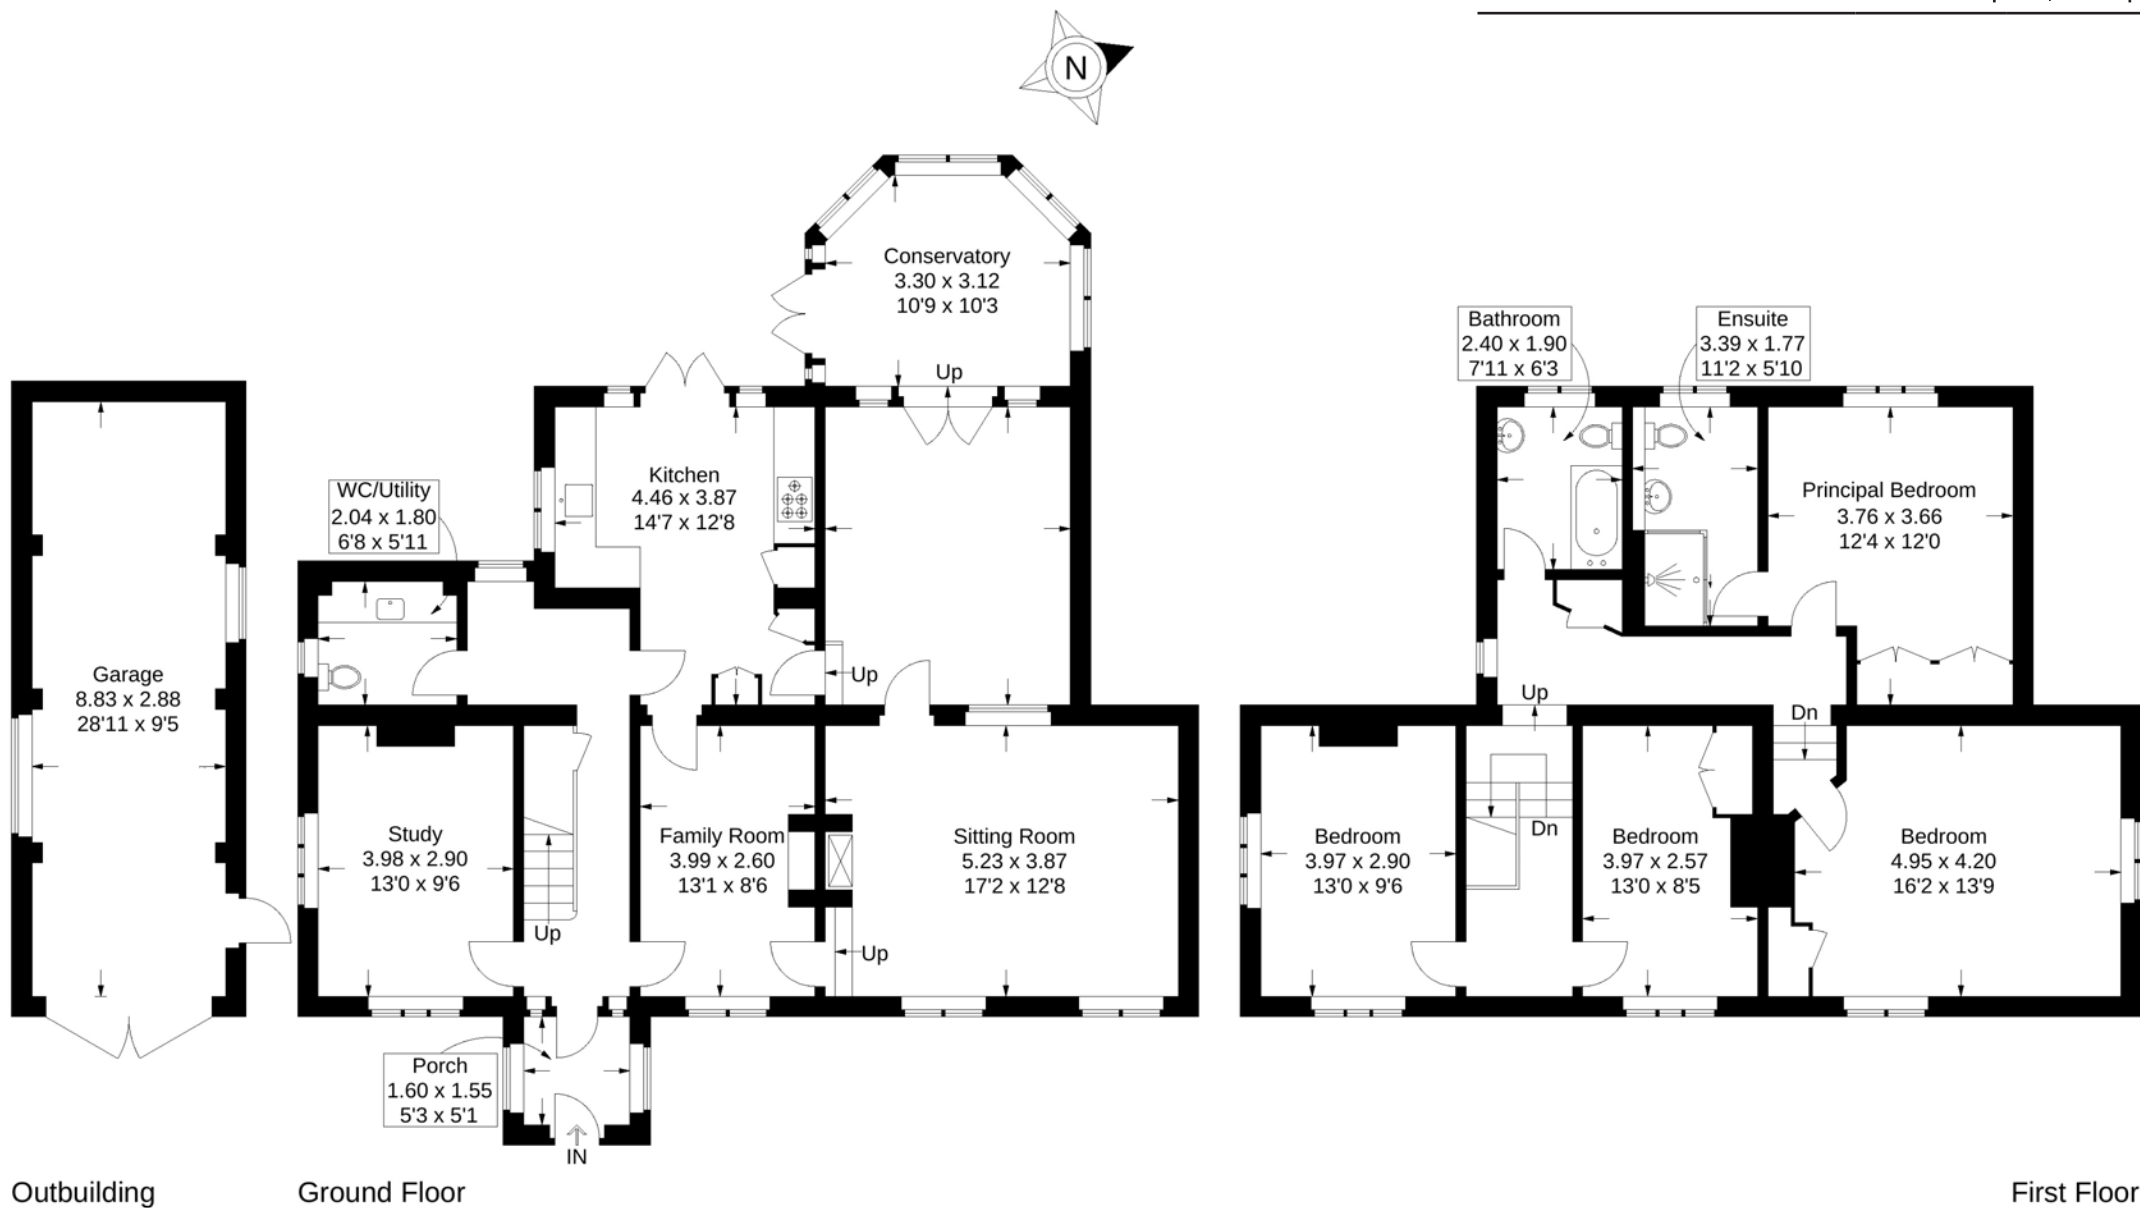 N
Conservatory
3.30 x 3.12
10'9 x 10'3
Up
Kitchen
4.46 x 3.87
14'7 x 12'8
WC/Utility
2.04 x 1.80
6'8 x 5'11
Garage
8.83 x 2.88
28'11 x 9'5
Up
Study
3.98 x 2.90
13'0 x 9'6
Up
Family Room
3.99 x 2.60
13'1 x 8'6
Sitting Room
5.23 x 3.87
17'2 x 12'8
Up
Porch
1.60 x 1.55
5'3 x 5'1
IN
Bathroom
2.40 x 1.90
7'11 x 6'3
Ensuite
3.39 x 1.77
11'2 x 5'10
Principal Bedroom
3.76 x 3.66
12'4 x 12'0
Up
Dn
Bedroom
3.97 x 2.90
13'0 x 9'6
Dn
Bedroom
3.97 x 2.57
13'0 x 8'5
Bedroom
4.95 x 4.20
16'2 x 13'9
Outbuilding
Ground Floor
First Floor